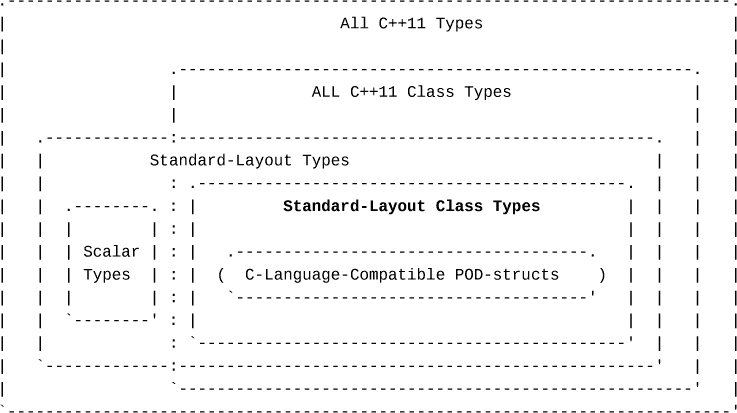 All C++11 Types
ALL C++11 Class Types
Standard-Layout Types
Standard-Layout Class Types
Scalar
Types
( C-Language-Compatible POD-structs )